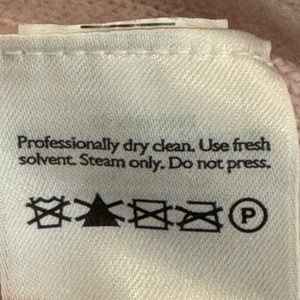 Professionally dry clean. Use fresh
solvent. Steam only. Do not press.
P